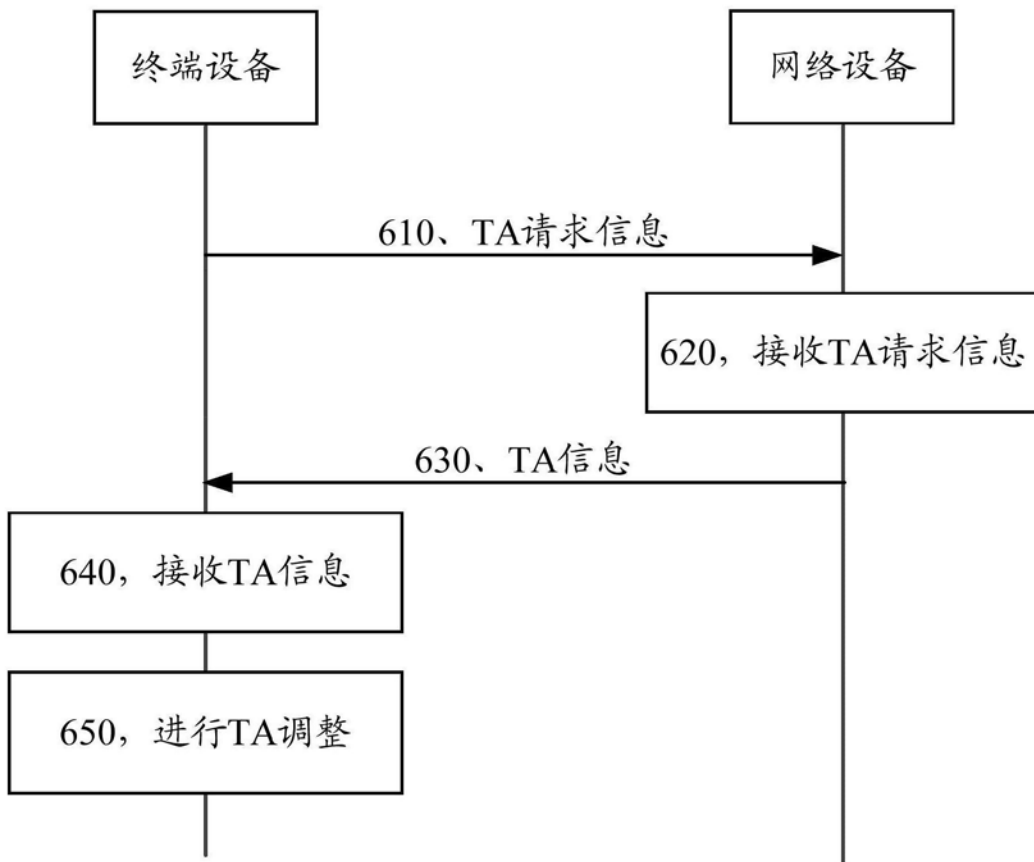 终端设备
网络设备
610、TA请求信息
620，接收TA请求信息
630、TA信息
640，接收TA信息
650，进行TA调整